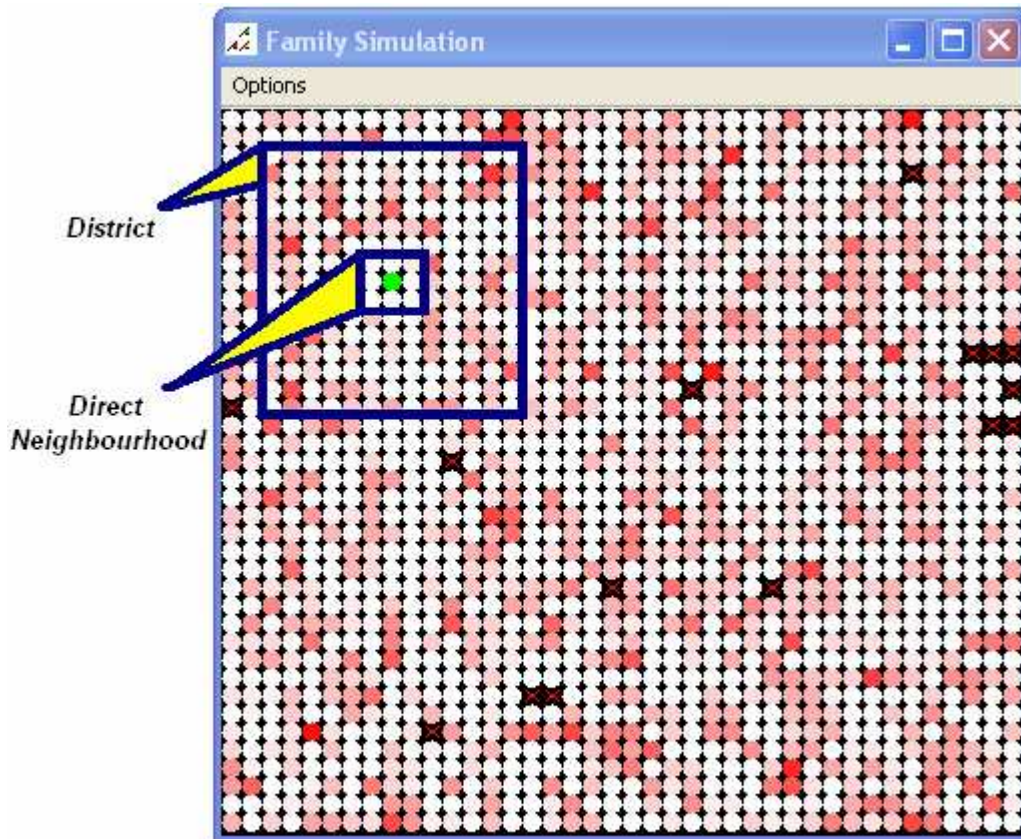 Family Simulation
Options
District
Direct
Neighbourhood